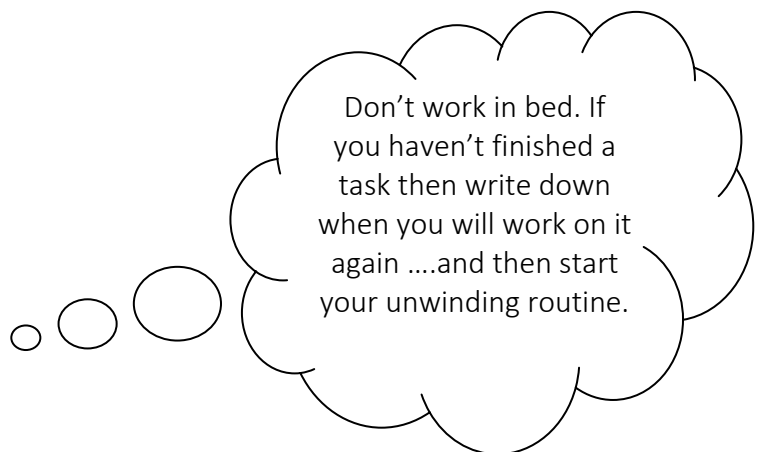 Don’t work in bed. If
you haven’t finished a
task then write down
when you will work on it
again ….and then start
your unwinding routine.